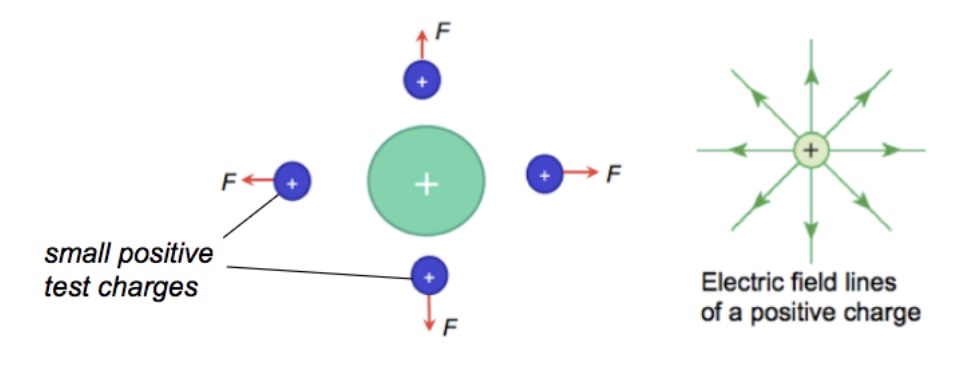 F
+
+
F
+
+
+
F
+
small positive
test charges
+
F
Electric field lines
of a positive charge